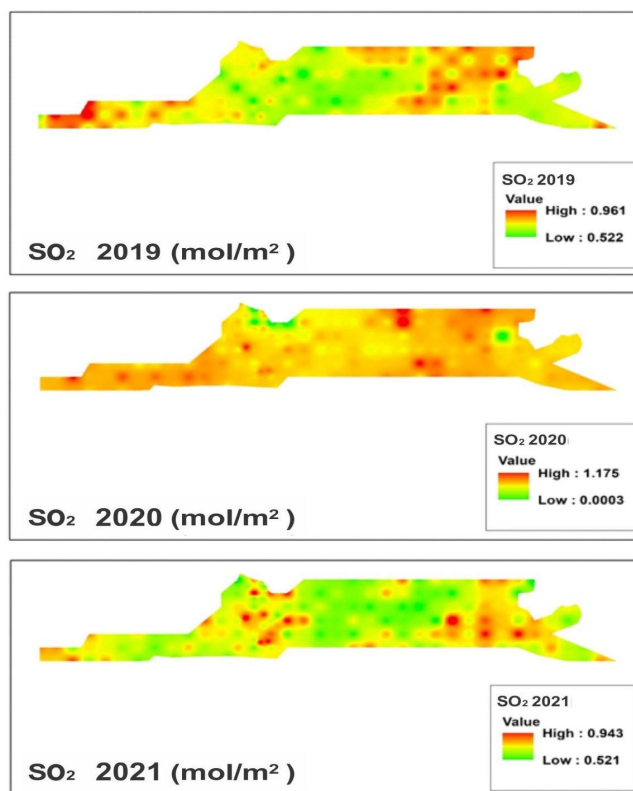 SO₂ 2019
Value
High : 0.961
Low : 0.522
SO₂ 2019 (mol/m² )
SO₂ 2020
Value
High : 1.175
Low : 0.0003
SO₂ 2020 (mol/m² )
SO₂ 2021
Value
High : 0.943
Low : 0.521
SO₂ 2021 (mol/m² )